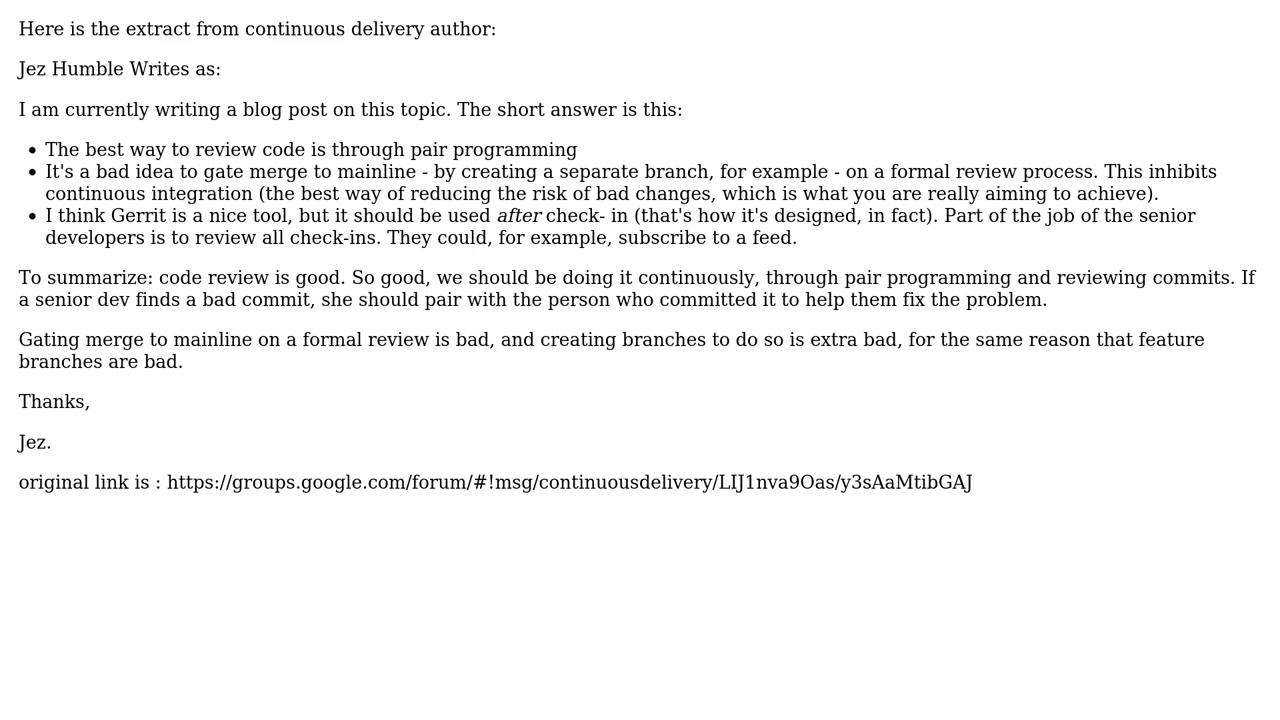 Here is the extract from continuous delivery author:
Jez Humble Writes as:
I am currently writing a blog post on this topic. The short answer is this:
• The best way to review code is through pair programming
• It's a bad idea to gate merge to mainline - by creating a separate branch, for example - on a formal review process. This inhibits
continuous integration (the best way of reducing the risk of bad changes, which is what you are really aiming to achieve).
• I think Gerrit is a nice tool, but it should be used after check- in (that's how it's designed, in fact). Part of the job of the senior
developers is to review all check-ins. They could, for example, subscribe to a feed.
To summarize: code review is good. So good, we should be doing it continuously, through pair programming and reviewing commits. If
a senior dev finds a bad commit, she should pair with the person who committed it to help them fix the problem.
Gating merge to mainline on a formal review is bad, and creating branches to do so is extra bad, for the same reason that feature
branches are bad.
Thanks,
Jez.
original link is : https://groups.google.com/forum/#!msg/continuousdelivery/LIJ1nva9Oas/y3sAaMtibGAJ